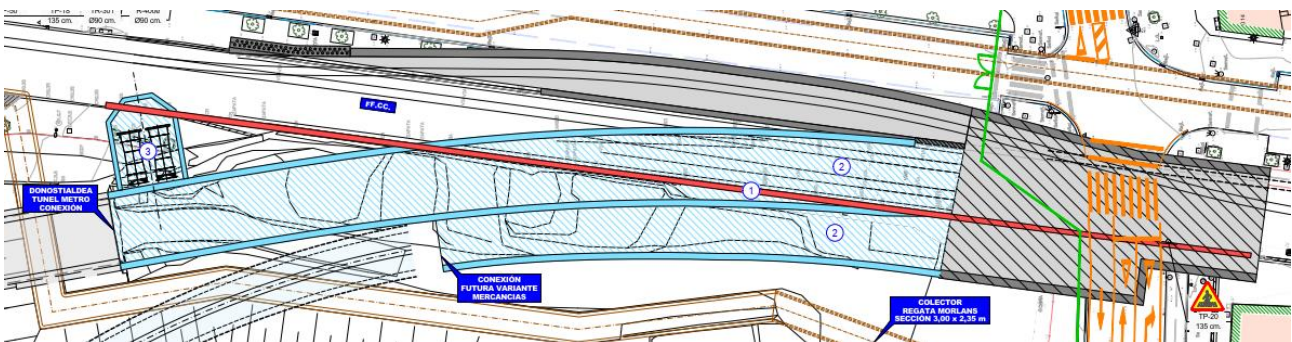 135 cm.
Ø90 cm.
Ø90 cm.
FF.CC.
3
2
1
2
DONOSTIALDEA
TUNEL METRO
CONEXIÓN
CONEXIÓN
FUTURA VARIANTE
MERCANCIAS
COLECTOR
REGATA MORLANS
SECCIÓN 3,00 x 2,35 m
TP-20
135 cm.